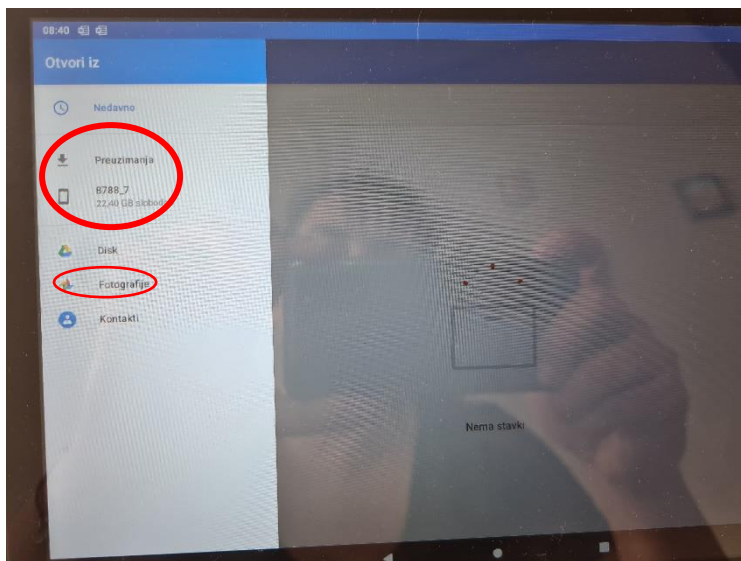 08:40
Otvori iz
Nedavno
Preuzimanja
B788_7
22,40 GB slobodno
Disk
Fotografije
Kontakti
Nema stavki